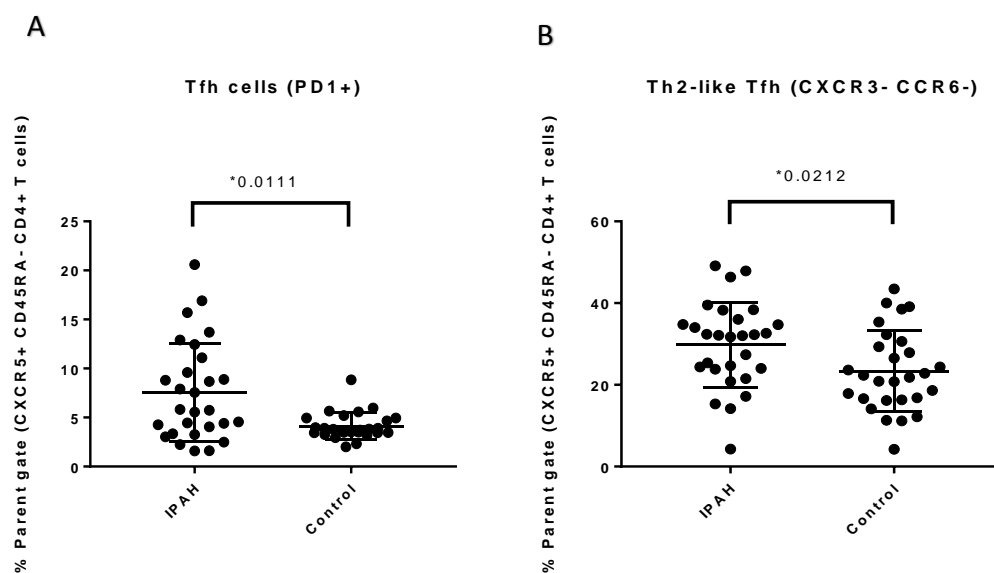 A
Tfh cells (PD1+)
% Parent gate (CXCR5+ CD45RA- CD4+ T cells)
*0.0111
25
20
15
10
5
0
IPAH
Control
B
Th2-like Tfh (CXCR3- CCR6-)
% Parent gate (CXCR5+ CD45RA- CD4+ T cells)
*0.0212
60
40
20
0
IPAH
Control